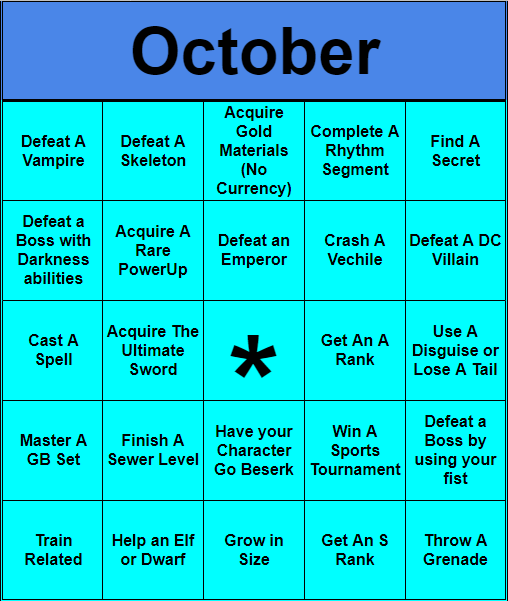 October
Defeat A
Vampire
Defeat A
Skeleton
Acquire
Gold
Materials
(No
Currency)
Complete A
Rhythm
Segment
Find A
Secret
Defeat a
Boss with
Darkness
abilities
Acquire A
Rare
PowerUp
Defeat an
Emperor
Crash A
Vechile
Defeat A DC
Villain
Cast A
Spell
Acquire The
Ultimate
Sword
*
Get An A
Rank
Use A
Disguise or
Lose A Tail
Master A
GB Set
Finish A
Sewer Level
Have your
Character
Go Beserk
Win A
Sports
Tournament
Defeat a
Boss by
using your
fist
Train
Related
Help an Elf
or Dwarf
Grow in
Size
Get An S
Rank
Throw A
Grenade